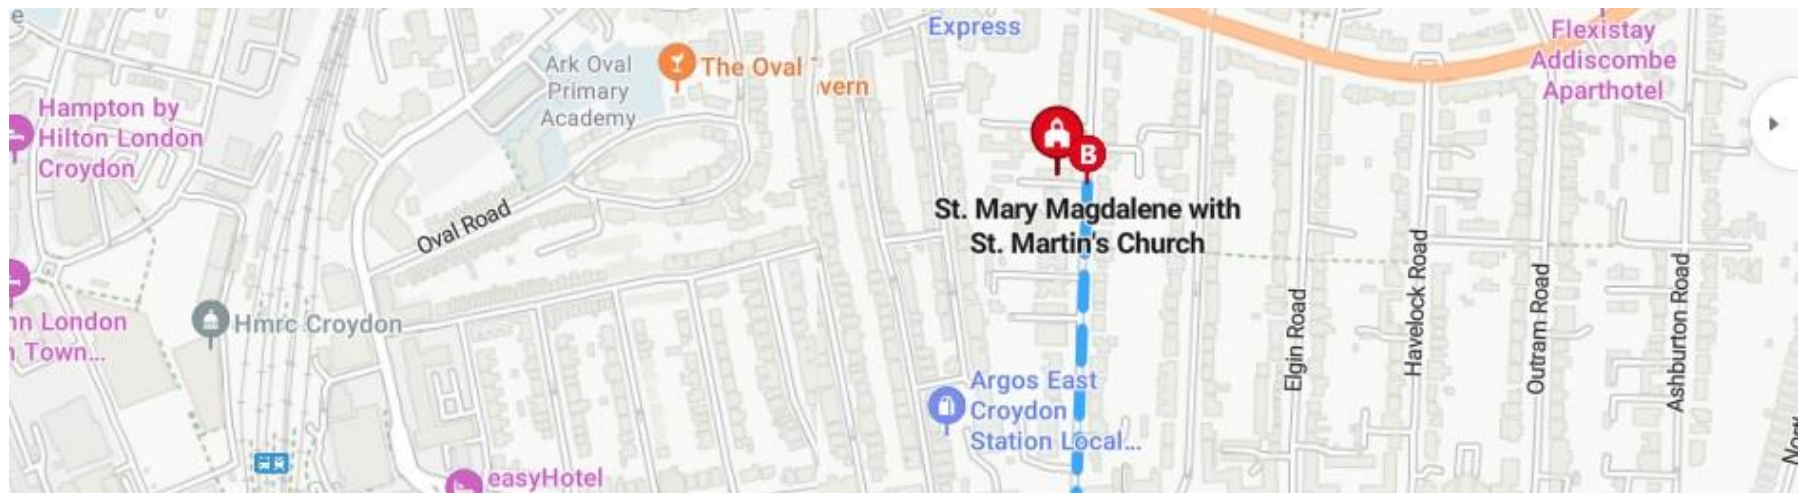 e
Express
Flexistay
Addiscombe
Aparthotel
Ark Oval
Primary
Academy
The Oval
vern
Hampton by
Hilton London
Croydon
B
St. Mary Magdalene with
St. Martin's Church
Oval Road
nn London
Town...
Hmrc Croydon
Elgin Road
Havelock Road
Outram Road
Ashburton Road
Argos East
Croydon
Station Local...
easyHotel